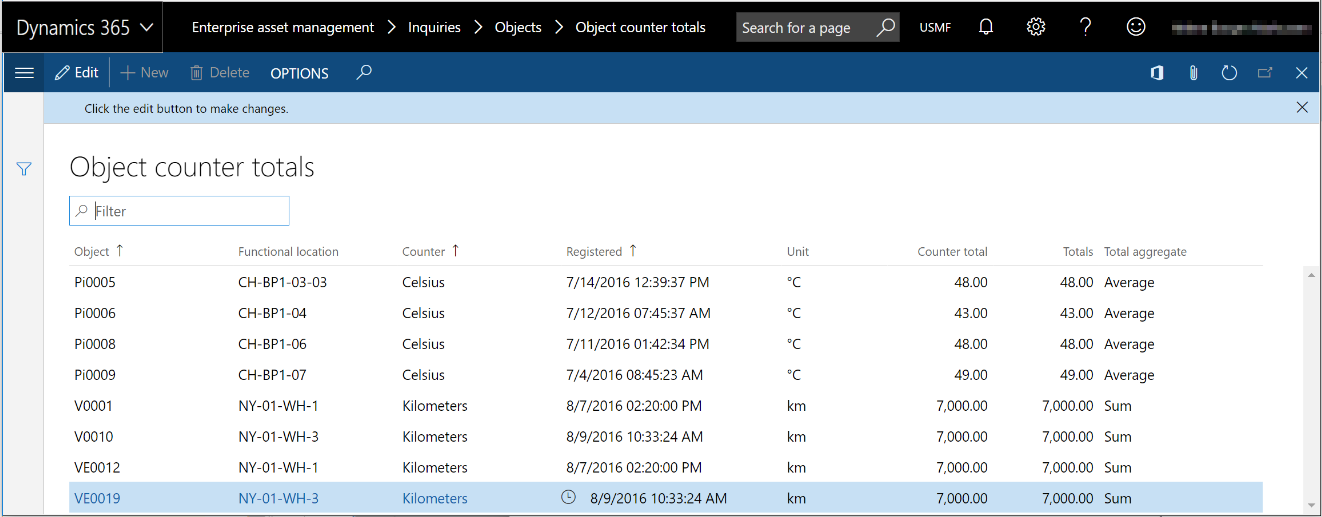 Dynamics 365 Enterprise asset management > Inquiries > Objects > Object counter totals Search for a page USMF
Edit New Delete OPTIONS
Click the edit button to make changes.
Object counter totals
Filter
Object Functional location Counter Registered Unit Counter total Totals Total aggregate
Pi0005 CH-BP1-03-03 Celsius 7/14/2016 12:39:37 PM °C 48.00 48.00 Average
Pi0006 CH-BP1-04 Celsius 7/12/2016 07:45:37 AM °C 43.00 43.00 Average
Pi0008 CH-BP1-06 Celsius 7/11/2016 01:42:34 PM °C 48.00 48.00 Average
Pi0009 CH-BP1-07 Celsius 7/4/2016 08:45:23 AM °C 49.00 49.00 Average
V0001 NY-01-WH-1 Kilometers 8/7/2016 02:20:00 PM km 7,000.00 7,000.00 Sum
V0010 NY-01-WH-3 Kilometers 8/9/2016 10:33:24 AM km 7,000.00 7,000.00 Sum
VE0012 NY-01-WH-1 Kilometers 8/7/2016 02:20:00 PM km 7,000.00 7,000.00 Sum
VE0019 NY-01-WH-3 Kilometers 8/9/2016 10:33:24 AM km 7,000.00 7,000.00 Sum